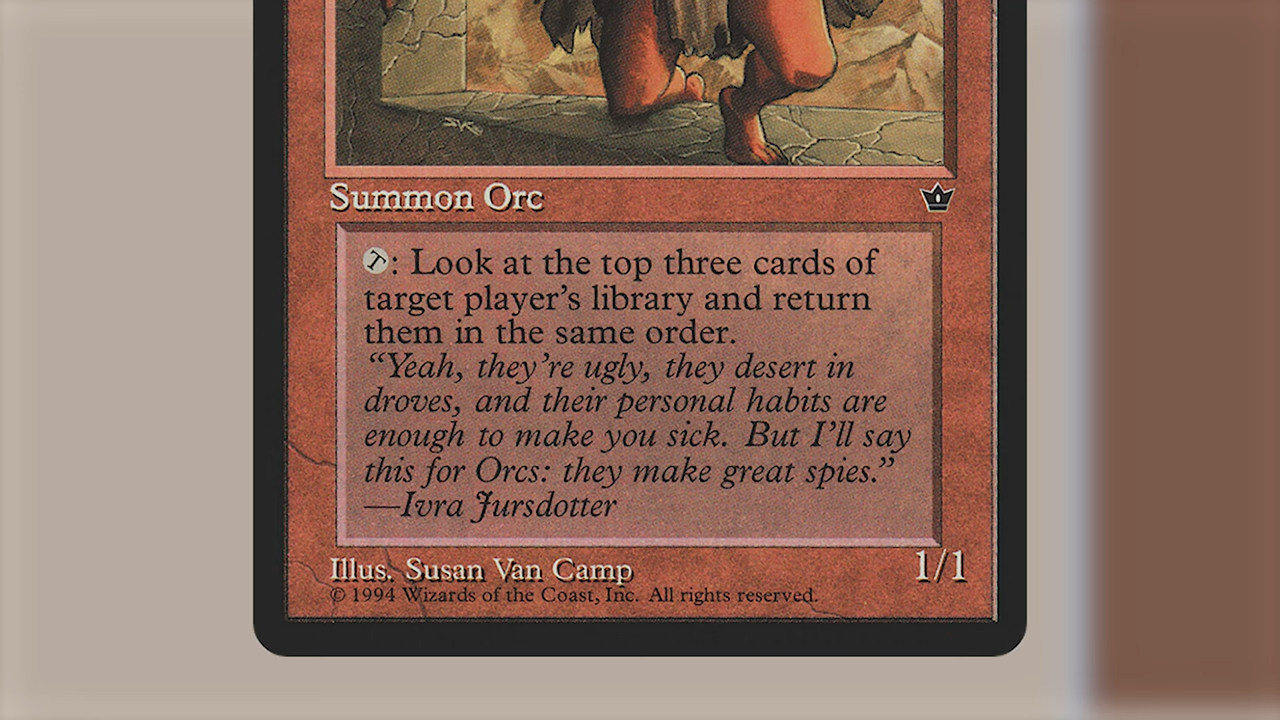 Summon Orc
T: Look at the top three cards of
target player's library and return
them in the same order.
"Yeah, they're ugly, they desert in
droves, and their personal habits are
enough to make you sick. But I'll say
this for Orcs: they make great spies."
—Ivra Jursdotter
Illus. Susan Van Camp
1/1
© 1994 Wizards of the Coast, Inc. All rights reserved.